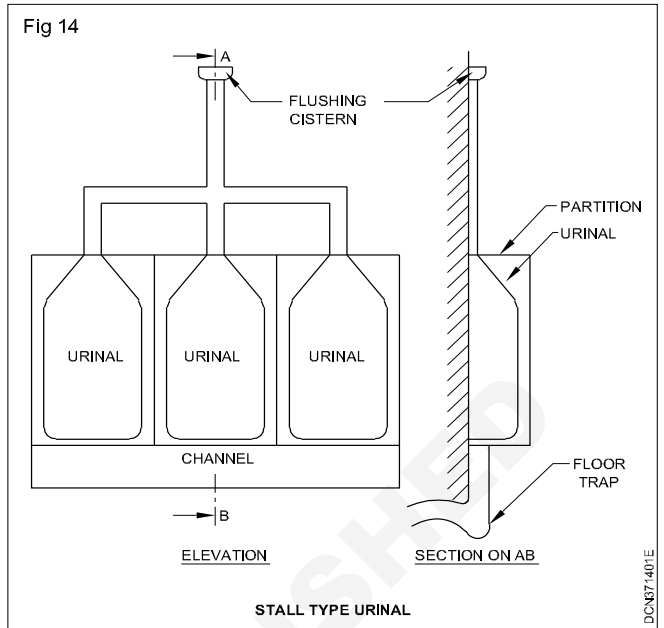 Fig 14
A
FLUSHING
CISTERN
PARTITION
URINAL
URINAL
URINAL
URINAL
CHANNEL
FLOOR
TRAP
B
ELEVATION
SECTION ON AB
STALL TYPE URINAL
DCN371401E